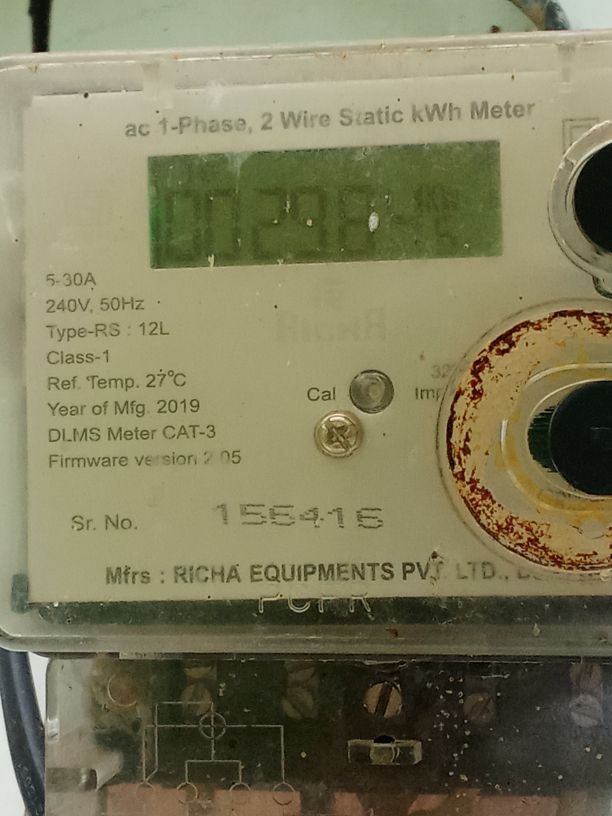 ac 1-Phase, 2 Wire Static kWh Meter
5-30A
240V, 50Hz
Type-RS : 12L
Class-1
Ref. Temp. 27°C
Year of Mfg. 2019
DLMS Meter CAT-3
Firmware version 2.05
Cal
Sr. No. 156416
Mfrs : RICHA EQUIPMENTS PVT. LTD.,